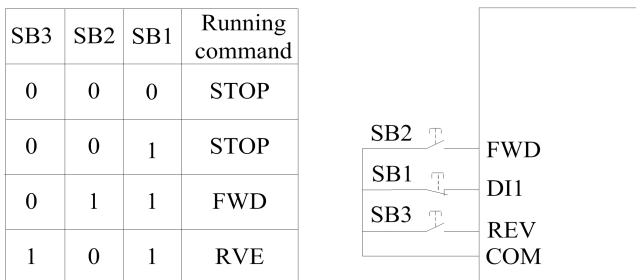 SB3 SB2 SB1 Running command
0 0 0 STOP
0 0 1 STOP
0 1 1 FWD
1 0 1 RVE
SB2 FWD
SB1 DI1
SB3 REV
COM